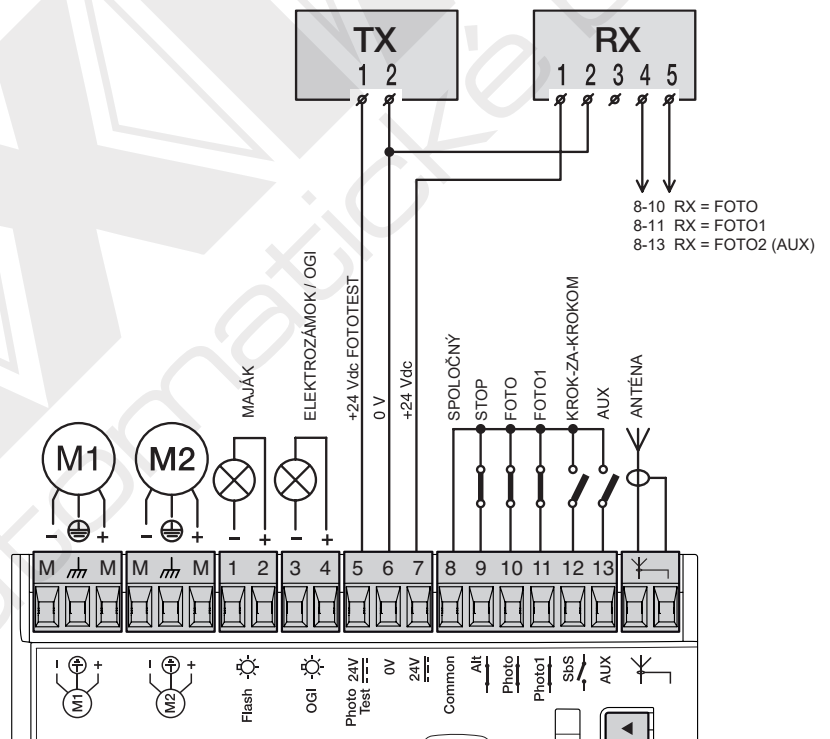 TX
1 2
RX
1 2 3 4 5
8-10 RX = FOTO
8-11 RX = FOTO1
8-13 RX = FOTO2 (AUX)
MAJÁK
ELEKTROZÁMOK / OGI
+24 Vdc FOTOTEST
0 V
+24 Vdc
SPOLOČNÝ
STOP
FOTO
FOTO1
KROK-ZA-KROKOM
AUX
ANTÉNA
M1
M2
- +
- +
- +
- +
M M M M 1 2 3 4 5 6 7 8 9 10 11 12 13
- +
M1
- +
M2
Flash
OGI
Photo 24V
Test
0V
24V
Common
Alt
Photo
Photo1
SbS
AUX